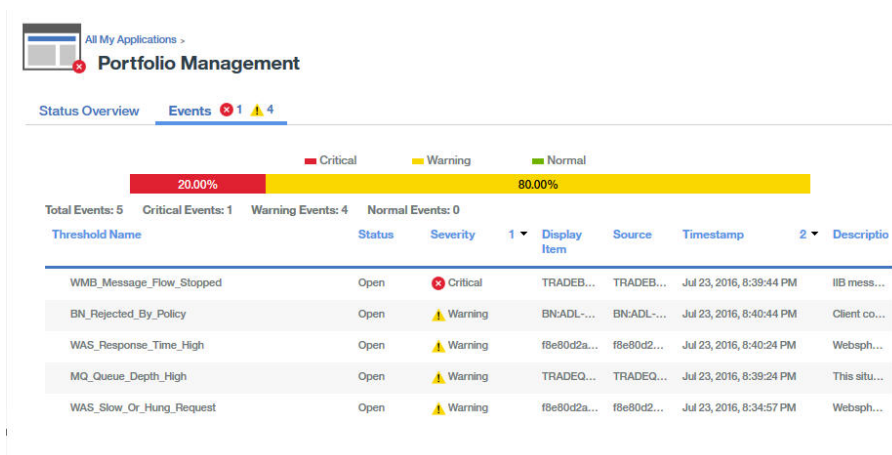 All My Applications >
Portfolio Management
Status Overview Events 1 4
Critical Warning Normal
20.00% 80.00%
Total Events: 5 Critical Events: 1 Warning Events: 4 Normal Events: 0
Threshold Name Status Severity 1 Display Item Source Timestamp 2 Descriptio
WMB_Message_Flow_Stopped Open Critical TRADEB... TRADEB... Jul 23, 2016, 8:39:44 PM IIB mess...
BN_Rejected_By_Policy Open Warning BN:ADL-... BN:ADL-... Jul 23, 2016, 8:40:44 PM Client co...
WAS_Response_Time_High Open Warning f8e80d2a... f8e80d2... Jul 23, 2016, 8:40:24 PM Websph...
MQ_Queue_Depth_High Open Warning TRADEQ... TRADEQ... Jul 23, 2016, 8:39:24 PM This situ...
WAS_Slow_Or_Hung_Request Open Warning f8e80d2a... f8e80d2... Jul 23, 2016, 8:34:57 PM Websph...